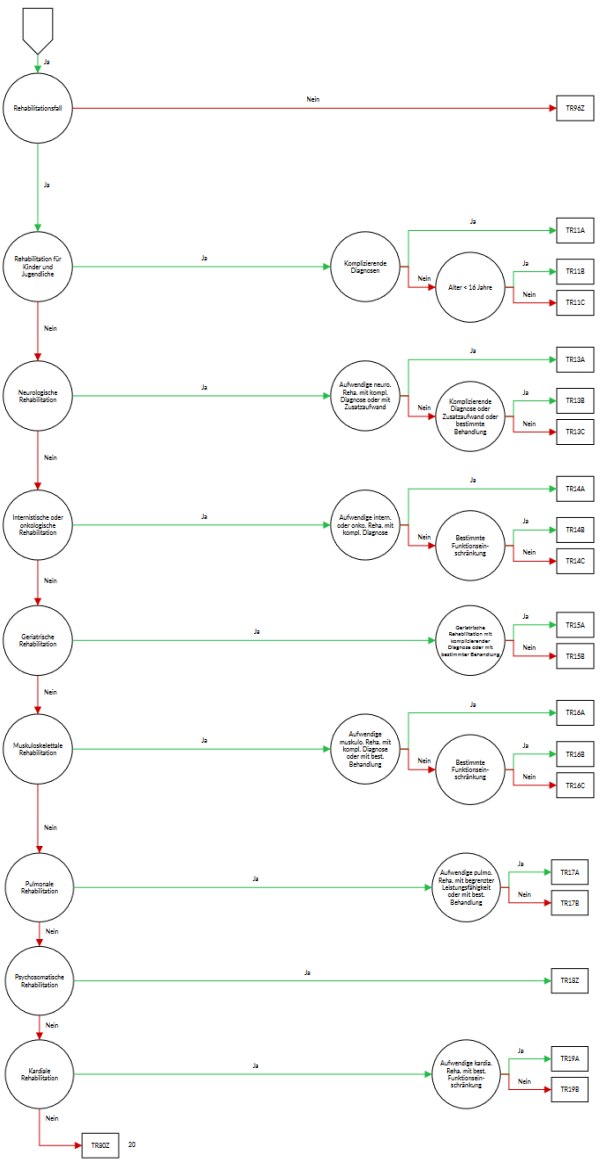 Ja
Rehabilitationsfall
Nein
TR96Z
Ja
Rehabilitation für
Kinder und
Jugendliche
Ja
Komplizierende
Diagnosen
Ja
TR11A
Nein
Alter < 16 Jahre
Ja
TR11B
Nein
TR11C
Nein
Neurologische
Rehabilitation
Ja
Aufwendige neuro.
Reha. mit kompl.
Diagnose oder mit
Zusatzaufwand
Ja
TR13A
Nein
Komplizierende
Diagnose oder
Zusatzaufwand oder
bestimmte
Behandlung
Ja
TR13B
Nein
TR13C
Nein
Internistische oder
onkologische
Rehabilitation
Ja
Aufwendige intern.
oder onko. Reha. mit
kompl. Diagnose
Ja
TR14A
Nein
Bestimmte
Funktionsein-
schränkung
Ja
TR14B
Nein
TR14C
Nein
Geriatrische
Rehabilitation
Ja
Geriatrische
Rehabilitation mit
komplizierender
Diagnose oder mit
bestimmter Behandlung
Ja
TR15A
Nein
TR15B
Nein
Muskuloskelettale
Rehabilitation
Ja
Aufwendige
muskulo. Reha. mit
kompl. Diagnose
oder mit best.
Behandlung
Ja
TR16A
Nein
Bestimmte
Funktionsein-
schränkung
Ja
TR16B
Nein
TR16C
Nein
Pulmonale
Rehabilitation
Ja
Aufwendige pulmo.
Reha. mit begrenzter
Leistungsfähigkeit
oder mit best.
Behandlung
Ja
TR17A
Nein
TR17B
Nein
Psychosomatische
Rehabilitation
Ja
TR18Z
Nein
Kardiale
Rehabilitation
Ja
Aufwendige kardia.
Reha. mit best.
Funktionsein-
schränkung
Ja
TR19A
Nein
TR19B
Nein
TR80Z
20